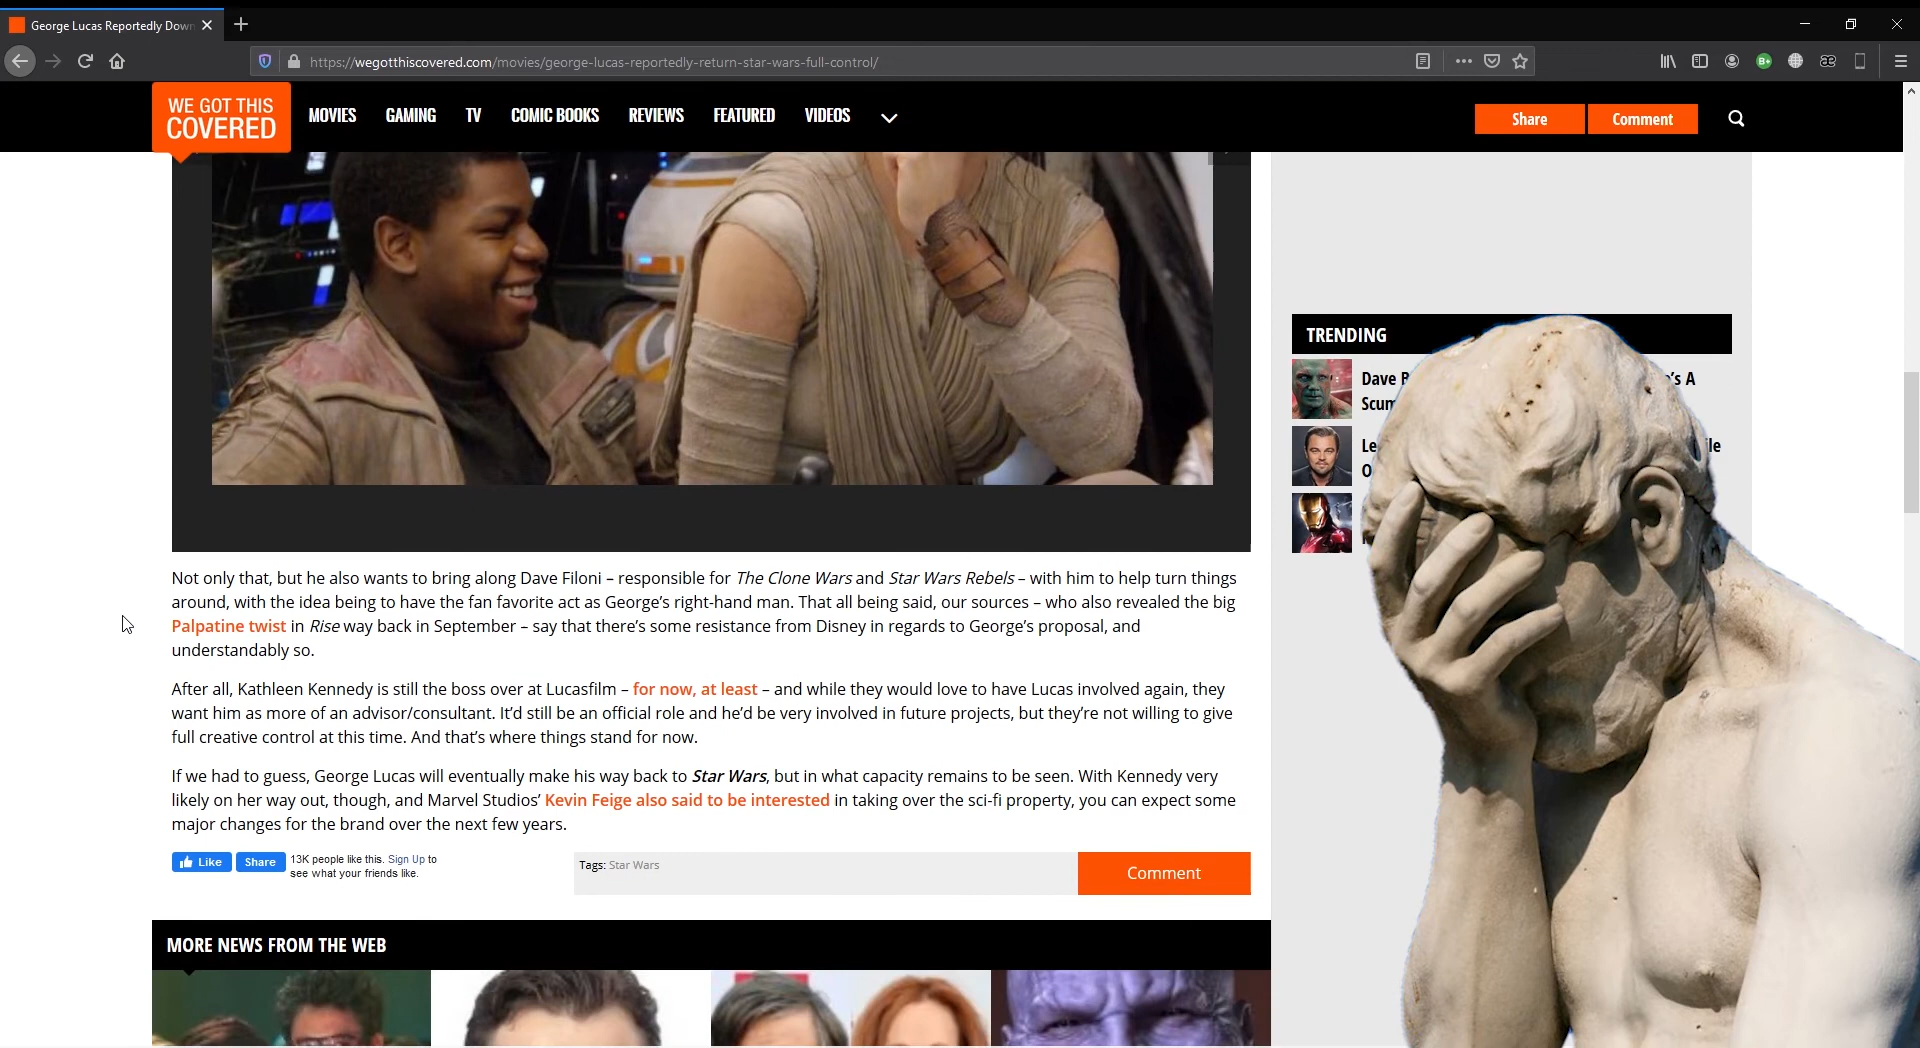 George Lucas Reportedly Down
https://wegotthiscovered.com/movies/george-lucas-reportedly-return-star-wars-full-control/
WE GOT THIS
COVERED
MOVIES
GAMING
TV
COMIC BOOKS
REVIEWS
FEATURED
VIDEOS
Share
Comment
TRENDING
Dave
's A
Not only that, but he also wants to bring along Dave Filoni – responsible for The Clone Wars and Star Wars Rebels – with him to help turn things
around, with the idea being to have the fan favorite act as George's right-hand man. That all being said, our sources – who also revealed the big
Palpatine twist in Rise way back in September – say that there's some resistance from Disney in regards to George's proposal, and
understandably so.
After all, Kathleen Kennedy is still the boss over at Lucasfilm – for now, at least – and while they would love to have Lucas involved again, they
want him as more of an advisor/consultant. It'd still be an official role and he'd be very involved in future projects, but they're not willing to give
full creative control at this time. And that's where things stand for now.
If we had to guess, George Lucas will eventually make his way back to Star Wars, but in what capacity remains to be seen. With Kennedy very
likely on her way out, though, and Marvel Studios' Kevin Feige also said to be interested in taking over the sci-fi property, you can expect some
major changes for the brand over the next few years.
Like
Share
13K people like this. Sign Up to
see what your friends like.
Tags: Star Wars
Comment
MORE NEWS FROM THE WEB